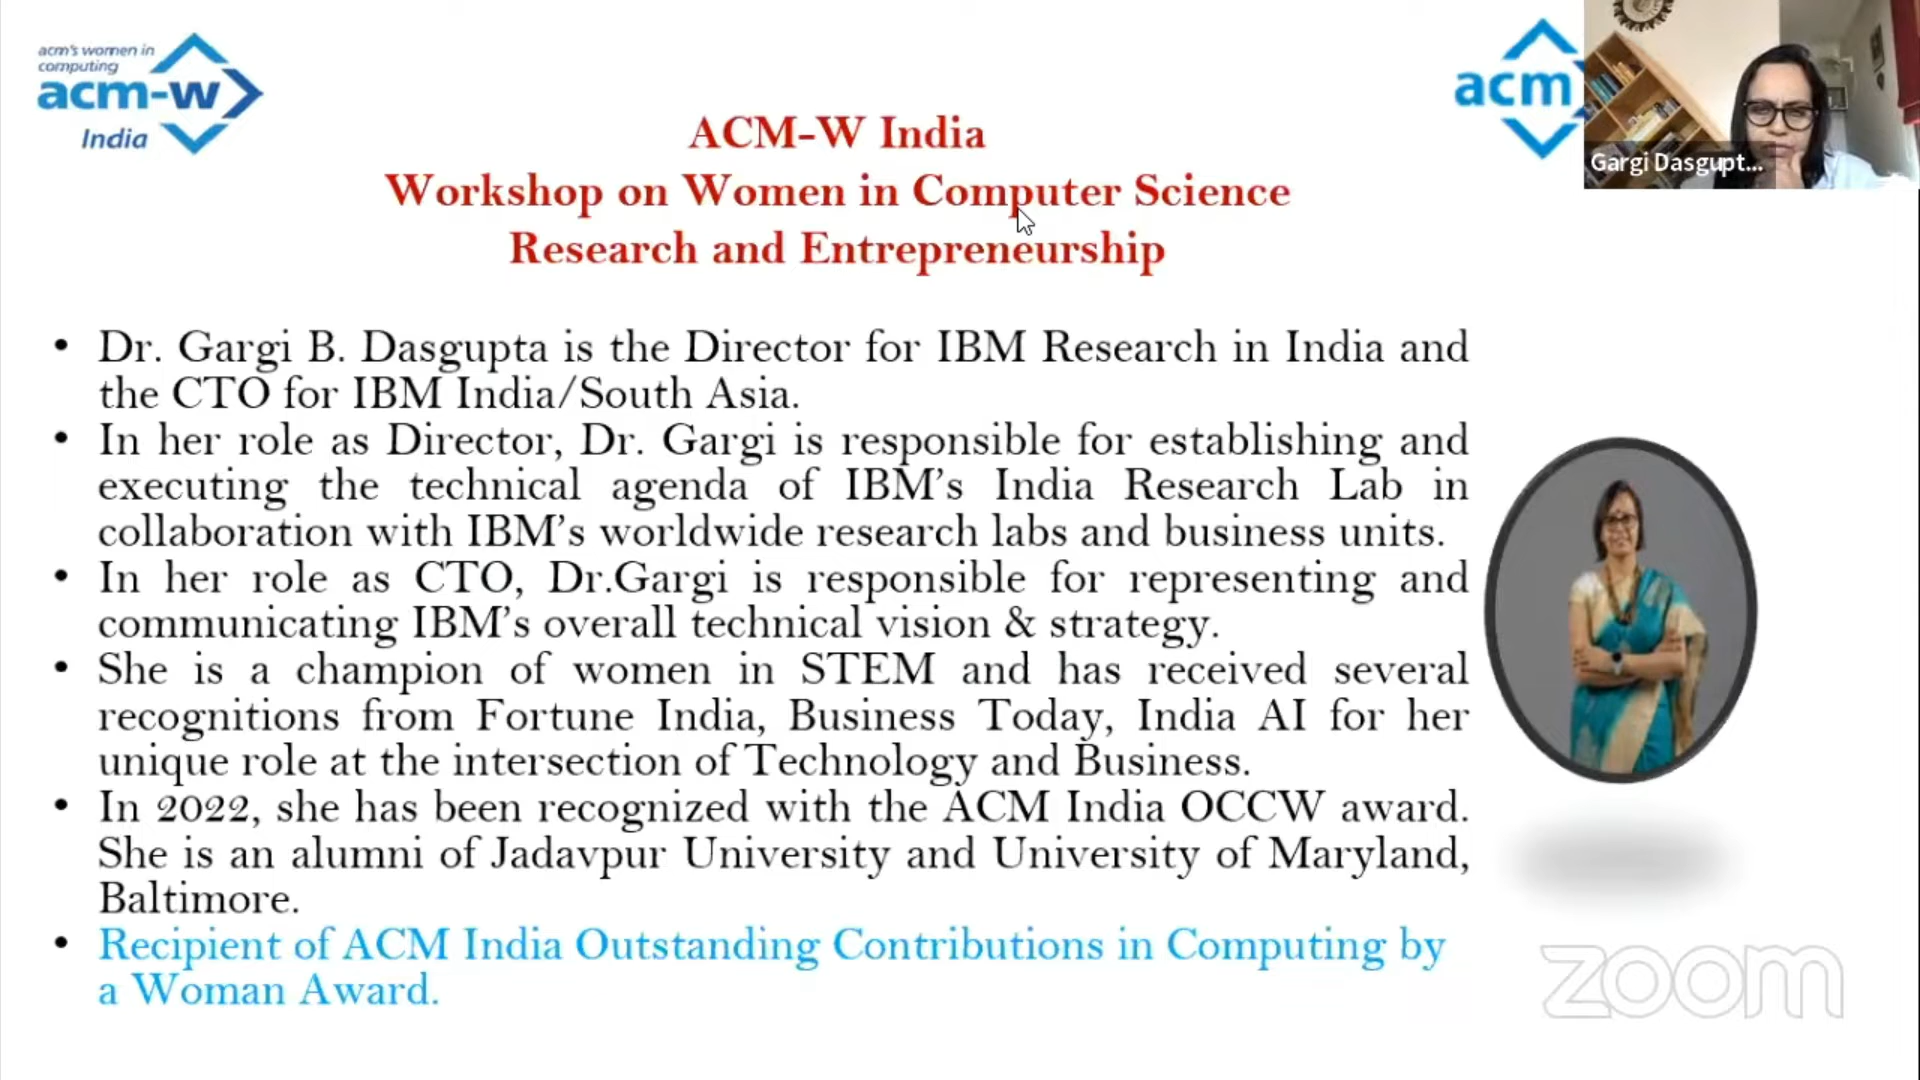 acm's women in
computing
acm-w
India
acm
Gargi Dasgupt...
ACM-W India
Workshop on Women in Computer Science
Research and Entrepreneurship
• Dr. Gargi B. Dasgupta is the Director for IBM Research in India and
the CTO for IBM India/South Asia.
• In her role as Director, Dr. Gargi is responsible for establishing and
executing the technical agenda of IBM's India Research Lab in
collaboration with IBM's worldwide research labs and business units.
• In her role as CTO, Dr.Gargi is responsible for representing and
communicating IBM's overall technical vision & strategy.
• She is a champion of women in STEM and has received several
recognitions from Fortune India, Business Today, India AI for her
unique role at the intersection of Technology and Business.
• In 2022, she has been recognized with the ACM India OCCW award.
She is an alumni of Jadavpur University and University of Maryland,
Baltimore.
• Recipient of ACM India Outstanding Contributions in Computing by
a Woman Award.
zoom